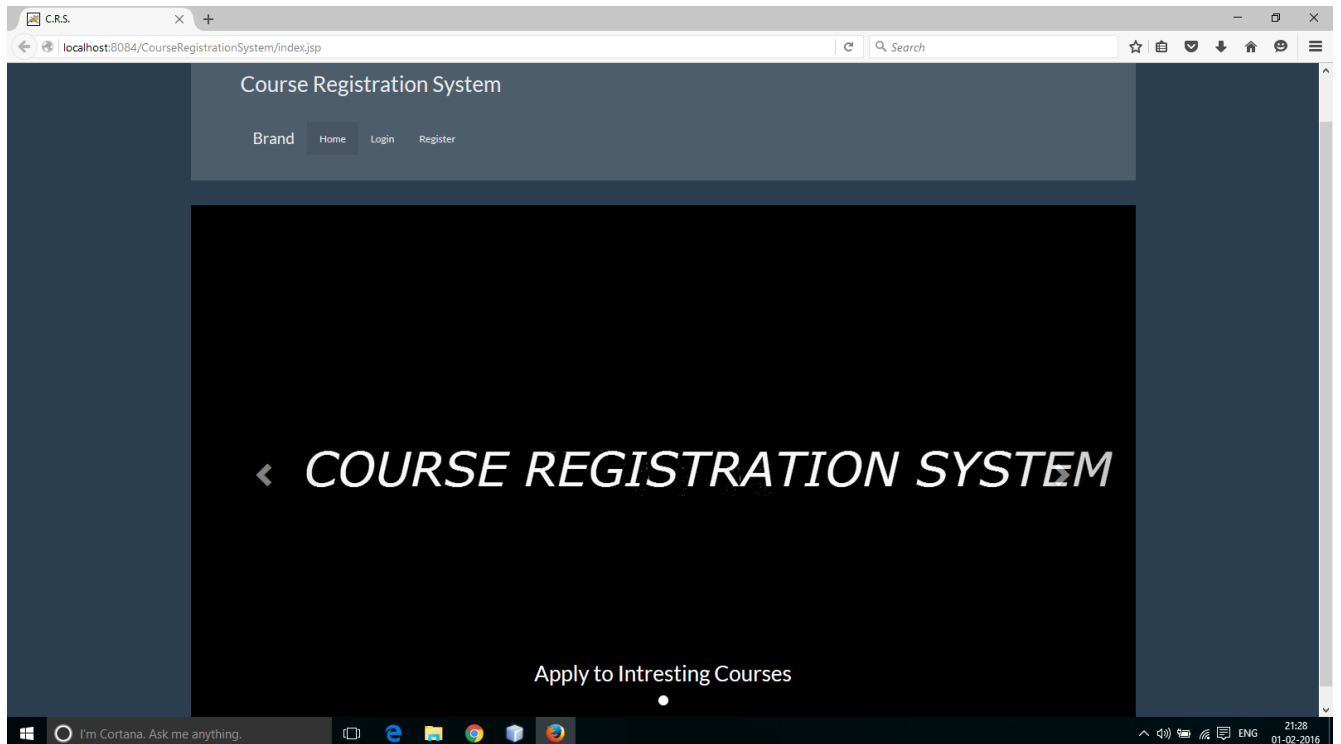 C.R.S.
localhost:8084/CourseRegistrationSystem/index.jsp
Search
Course Registration System
Brand Home Login Register
COURSE REGISTRATION SYSTEM
Apply to Intresting Courses
I'm Cortana. Ask me anything.
ENG
21:28
01-02-2016